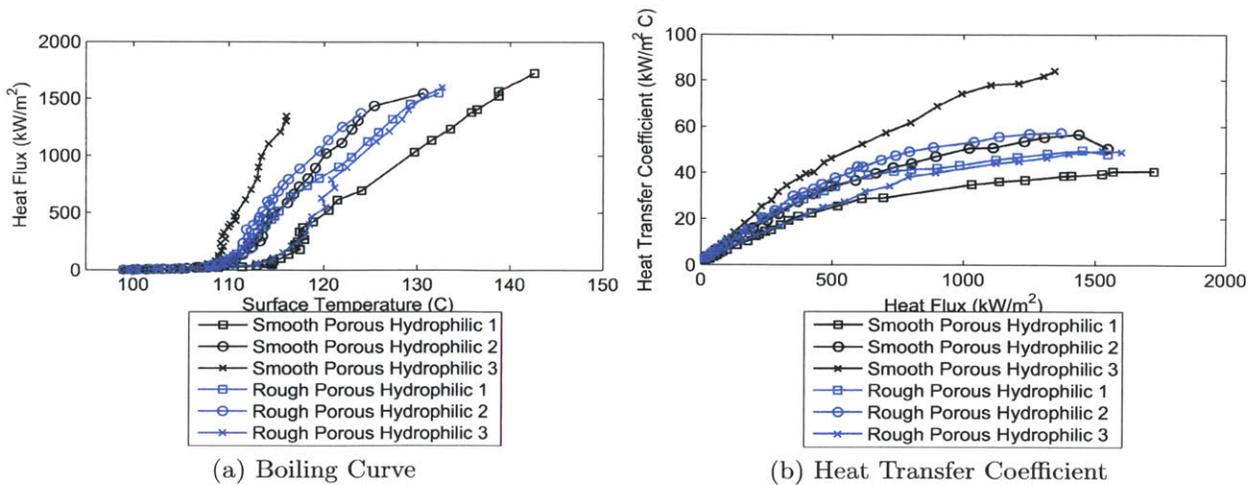 2000
1500
1000
500
0
Heat Flux (kW/m²)
100 110 120 130 140 150
Surface Temperature (C)
Smooth Porous Hydrophilic 1
Smooth Porous Hydrophilic 2
Smooth Porous Hydrophilic 3
Rough Porous Hydrophilic 1
Rough Porous Hydrophilic 2
Rough Porous Hydrophilic 3
(a) Boiling Curve
100
80
60
40
20
0
Heat Transfer Coefficient (kW/m² C)
0 500 1000 1500 2000
Heat Flux (kW/m²)
Smooth Porous Hydrophilic 1
Smooth Porous Hydrophilic 2
Smooth Porous Hydrophilic 3
Rough Porous Hydrophilic 1
Rough Porous Hydrophilic 2
Rough Porous Hydrophilic 3
(b) Heat Transfer Coefficient